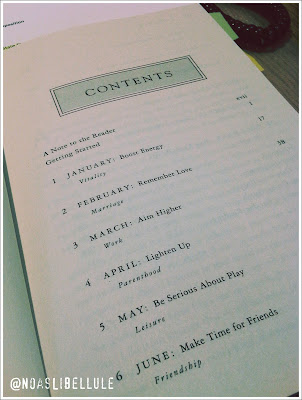 CONTENTS
A Note to the Reader xvii
Getting Started 1
1 JANUARY: Boost Energy 17
Vitality
2 FEBRUARY: Remember Love 38
Marriage
3 MARCH: Aim Higher
Work
4 APRIL: Lighten Up
Parenthood
5 MAY: Be Serious About Play
Leisure
6 JUNE: Make Time for Friends
Friendship
@NOASLIBELLULE